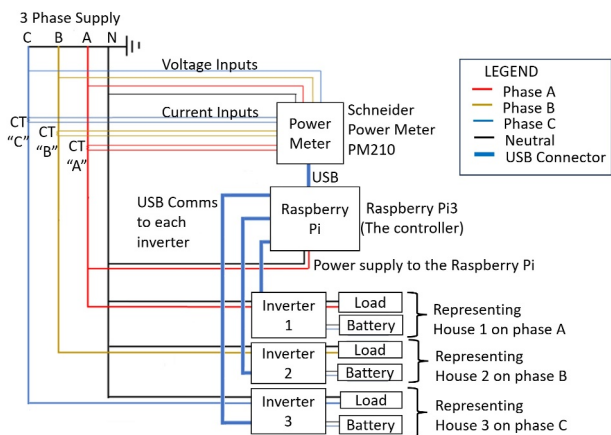 3 Phase Supply
C B A N
Voltage Inputs
Current Inputs
CT
"C"
CT
"B"
CT
"A"
Power
Meter
Schneider
Power Meter
PM210
USB
LEGEND
Phase A
Phase B
Phase C
Neutral
USB Connector
USB Comms
to each
inverter
Raspberry
Pi
Raspberry Pi3
(The controller)
Power supply to the Raspberry Pi
Inverter
1
Load
Battery
Representing
House 1 on phase A
Inverter
2
Load
Battery
Representing
House 2 on phase B
Inverter
3
Load
Battery
Representing
House 3 on phase C